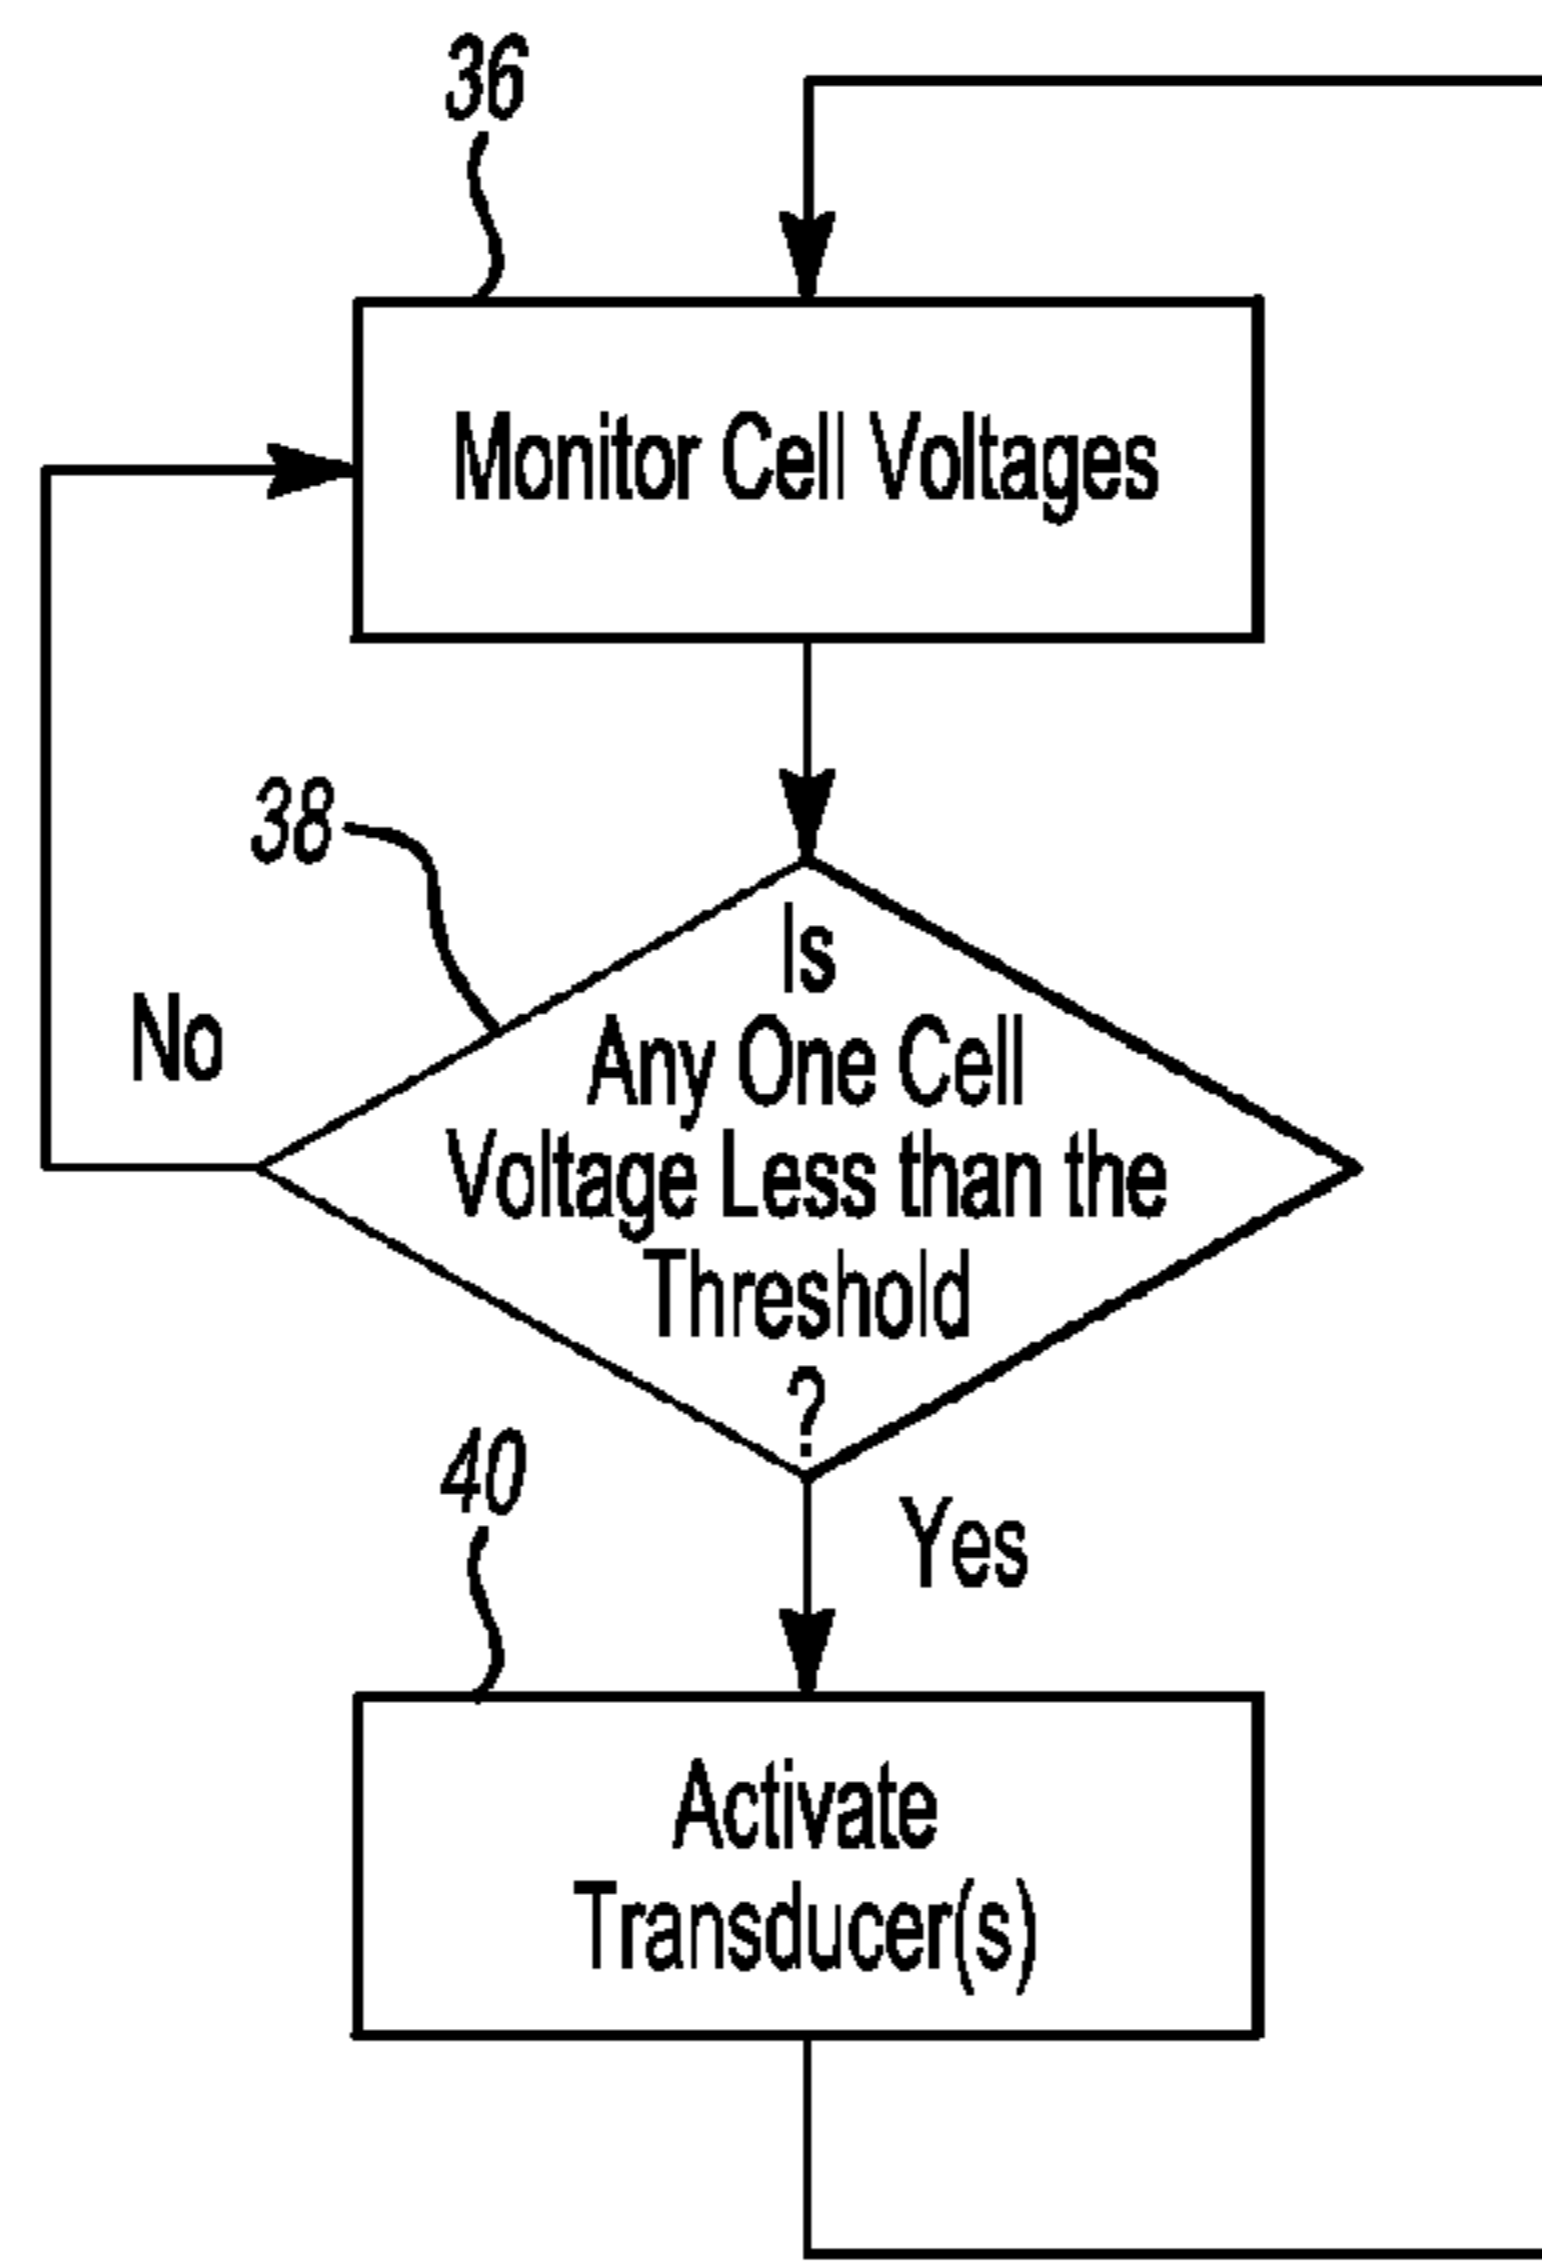 36
Monitor Cell Voltages
38
No
Is
Any One Cell
Voltage Less than the
Threshold
?
40
Yes
Activate
Transducer(s)